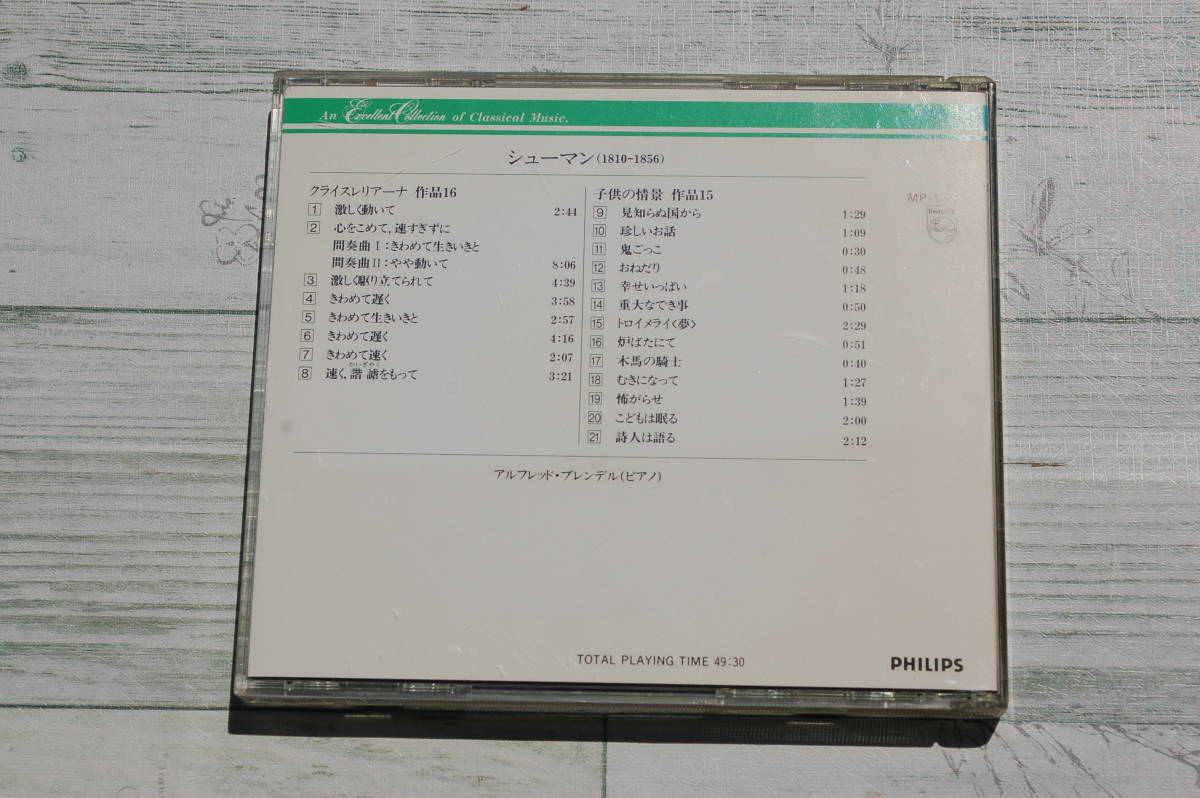 An Excellent Collection of Classical Music.
シューマン(1810-1856)
クライスレリアーナ 作品16
1 激しく動いて 2:44
2 心をこめて,速すぎずに
間奏曲Ⅰ:きわめて生きいきと
間奏曲Ⅱ:やや動いて 8:06
3 激しく駆り立てられて 4:39
4 きわめて遅く 3:58
5 きわめて生きいきと 2:57
6 きわめて遅く 4:16
7 きわめて速く 2:07
かいぎゃく
8 速く,諧謔をもって 3:21
子供の情景 作品15
9 見知らぬ国から 1:29
10 珍しいお話 1:09
11 鬼ごっこ 0:30
12 おねだり 0:48
13 幸せいっぱい 1:18
14 重大なでき事 0:50
15 トロイメライ〈夢〉 2:29
16 炉ばたにて 0:51
17 木馬の騎士 0:40
18 むきになって 1:27
19 怖がらせ 1:39
20 こどもは眠る 2:00
21 詩人は語る 2:12
PHILIPS
アルフレッド・ブレンデル(ピアノ)
TOTAL PLAYING TIME 49:30
PHILIPS